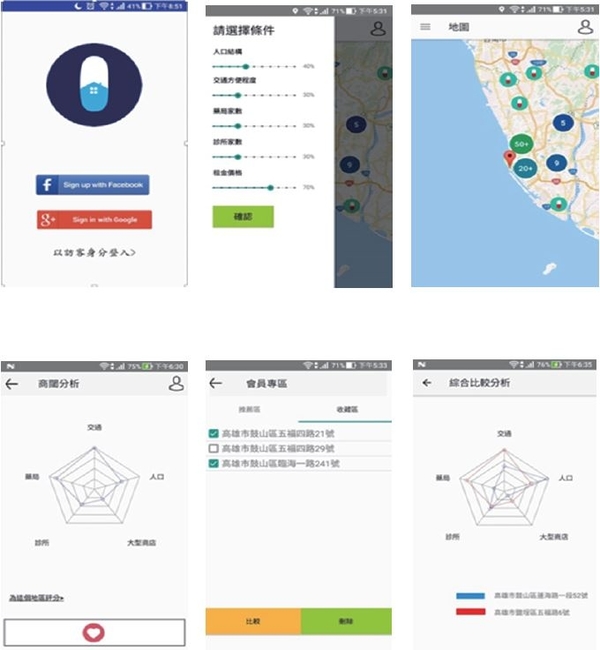 41% 下午8:51
f Sign up with Facebook
g+ Sign in with Google
以訪客身分登入>
71% 下午5:31
請選擇條件
人口結構
40%
交通方便程度
30%
藥局家數
30%
診所家數
30%
租金價格
70%
確認
5
9
71% 下午5:31
地圖
5
50+
20+
9
75% 下午6:30
商閣分析
交通
藥局
人口
診所
大型商店
為這個地區評分▸
71% 下午5:33
會員專區
推薦區
收藏區
高雄市鼓山區五福四路21號
高雄市鼓山區五福四路29號
高雄市鼓山區臨海一路241號
比較
刪除
76% 下午6:35
綜合比較分析
交通
藥局
人口
診所
大型商店
高雄市鼓山區蓮海路一段52號
高雄市鹽埕區五福路6號